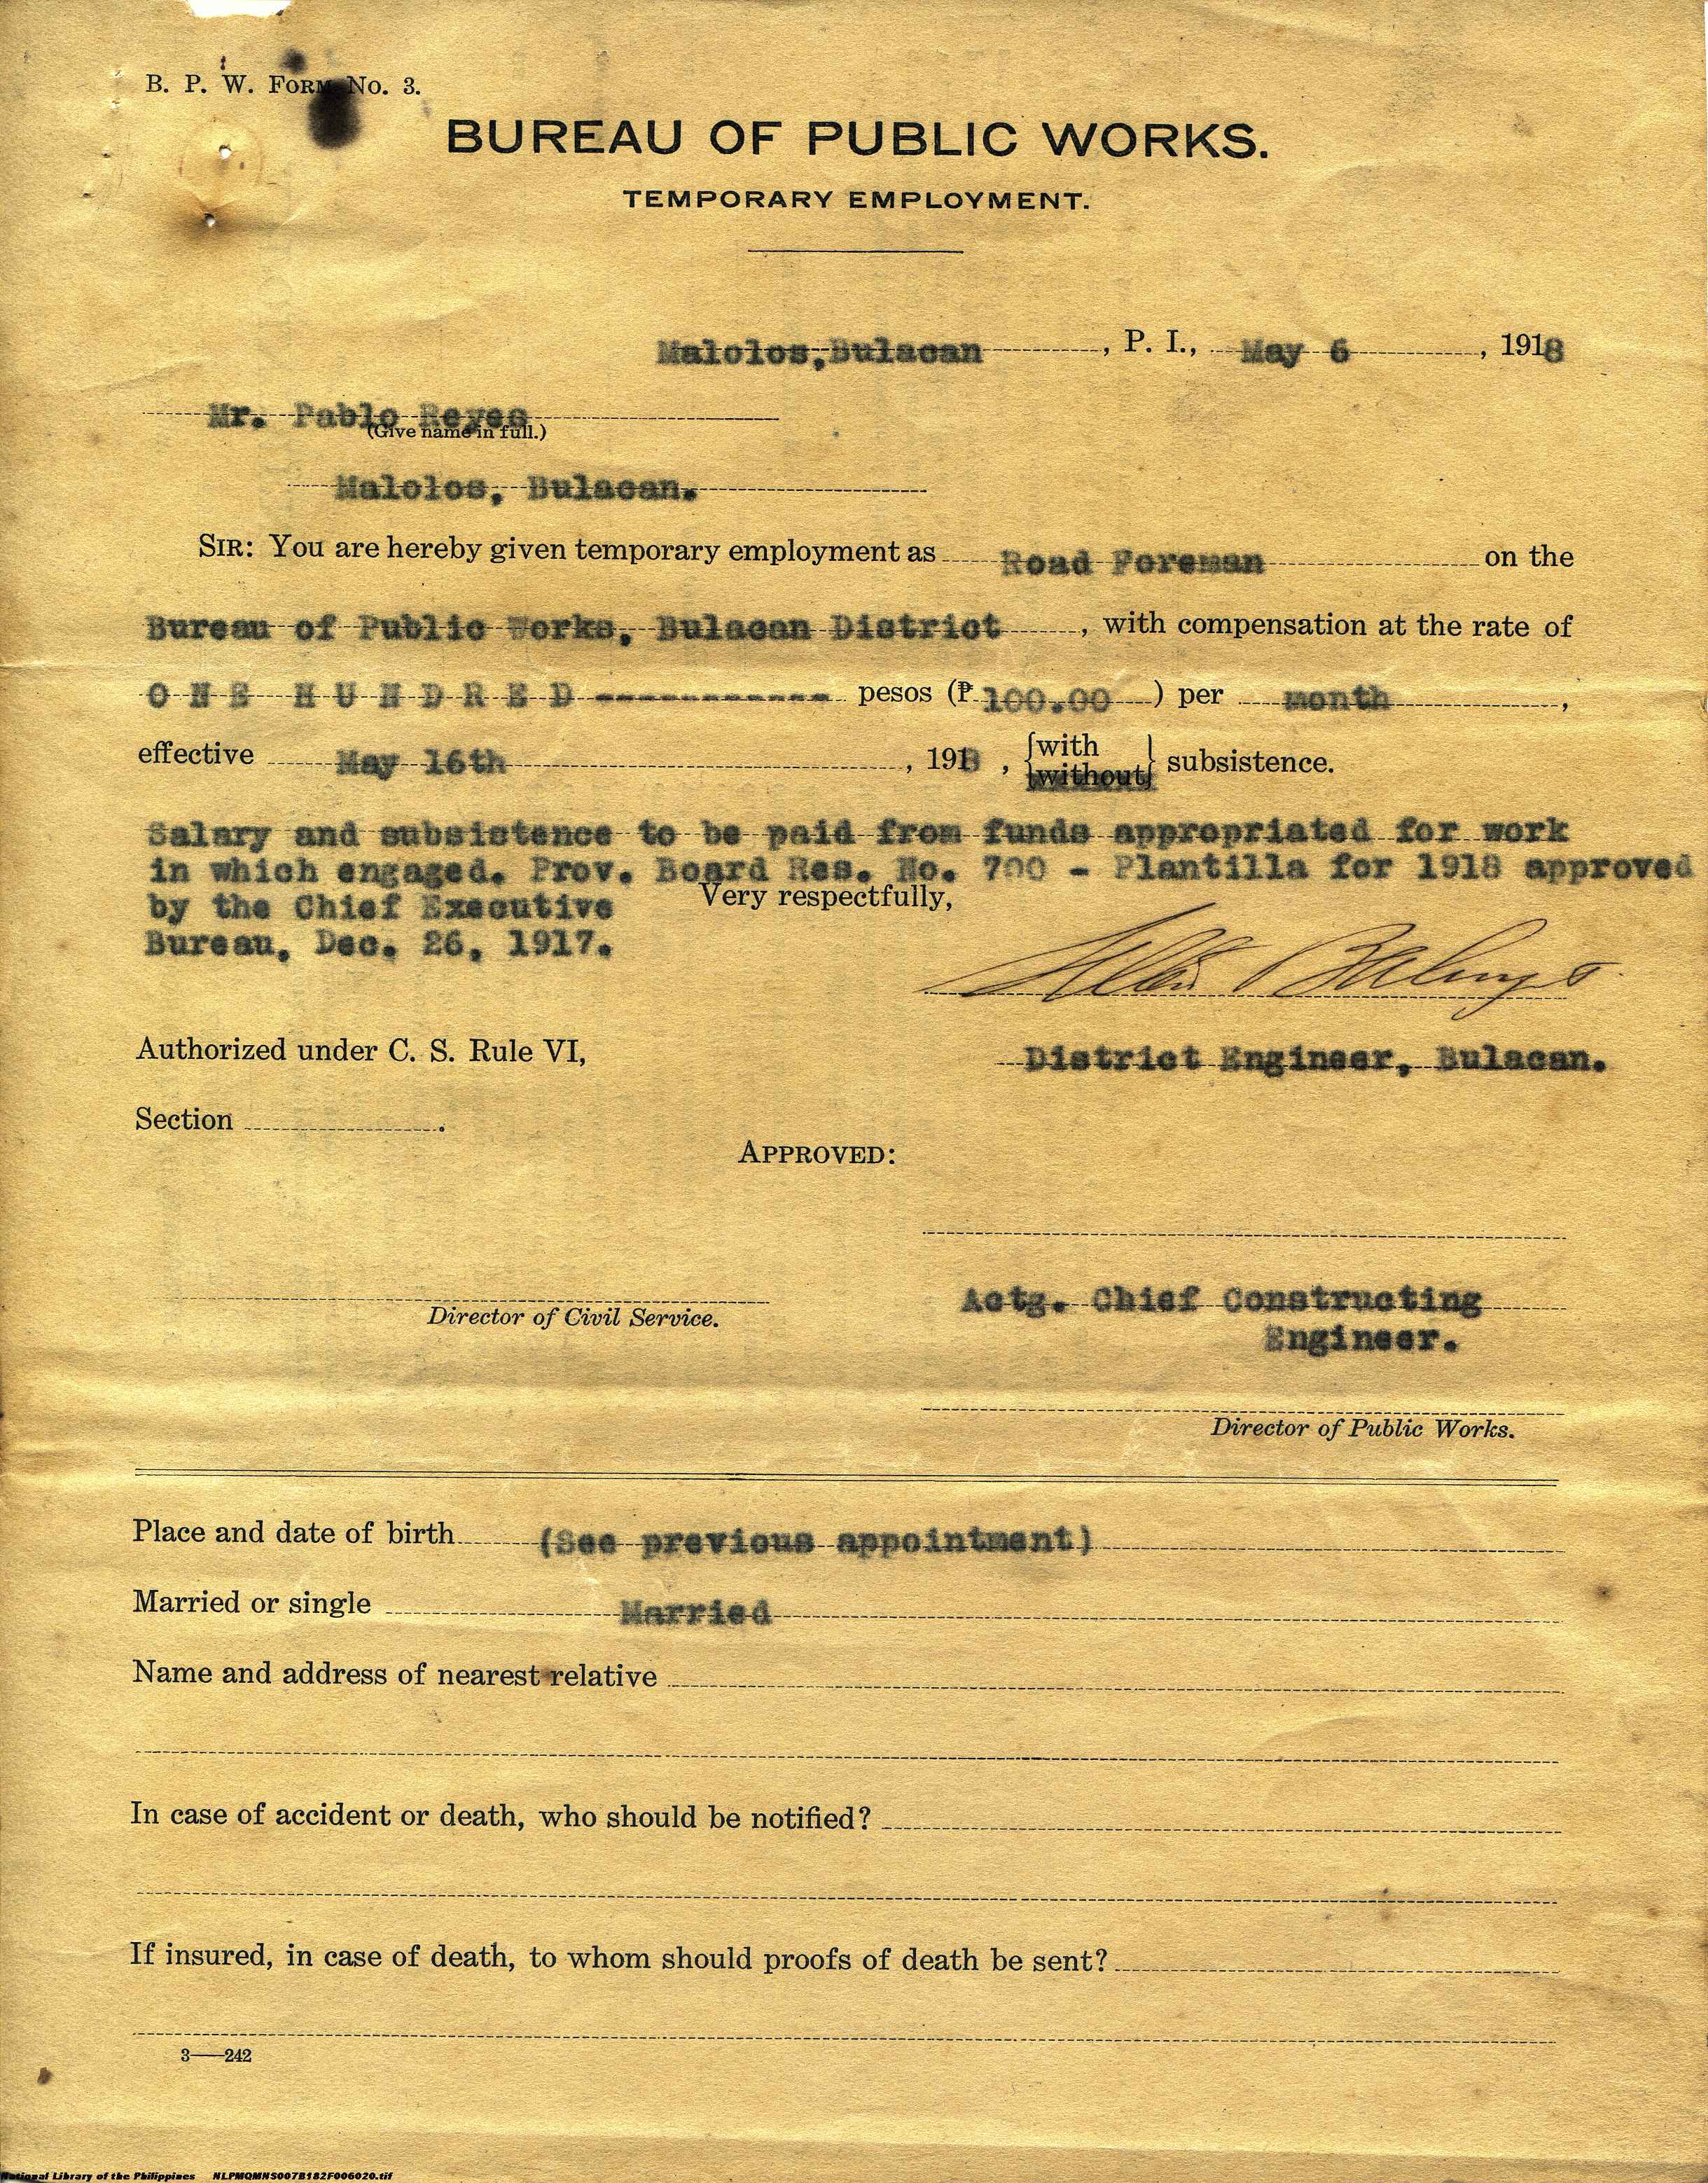 B. P. W. FORM No. 3.
BUREAU OF PUBLIC WORKS.
TEMPORARY EMPLOYMENT.
Malolos, Bulacan, P. I., May 6, 1918
Mr. Pablo Reyes
(Give name in full.)
Malolos, Bulacan.
SIR: You are hereby given temporary employment as Road Foreman on the
Bureau of Public Works, Bulacan District, with compensation at the rate of
O N E H U N D R E D ----------- pesos (₱ 100.00) per month,
effective May 16th, 1918, {with without} subsistence.
Salary and subsistence to be paid from funds appropriated for work
in which engaged. Prov. Board Res. No. 700 - Plantilla for 1918 approved
by the Chief Executive
Very respectfully,
Bureau, Dec. 26, 1917.
Authorized under C. S. Rule VI,
District Engineer, Bulacan.
Section
APPROVED:
Actg. Chief Constructing
Director of Civil Service.
Engineer.
Director of Public Works.
Place and date of birth (See previous appointment)
Married or single Married
Name and address of nearest relative
In case of accident or death, who should be notified?
If insured, in case of death, to whom should proofs of death be sent?
3——242
National Library of the Philippines NLPMQMNS007B182F006020.tif